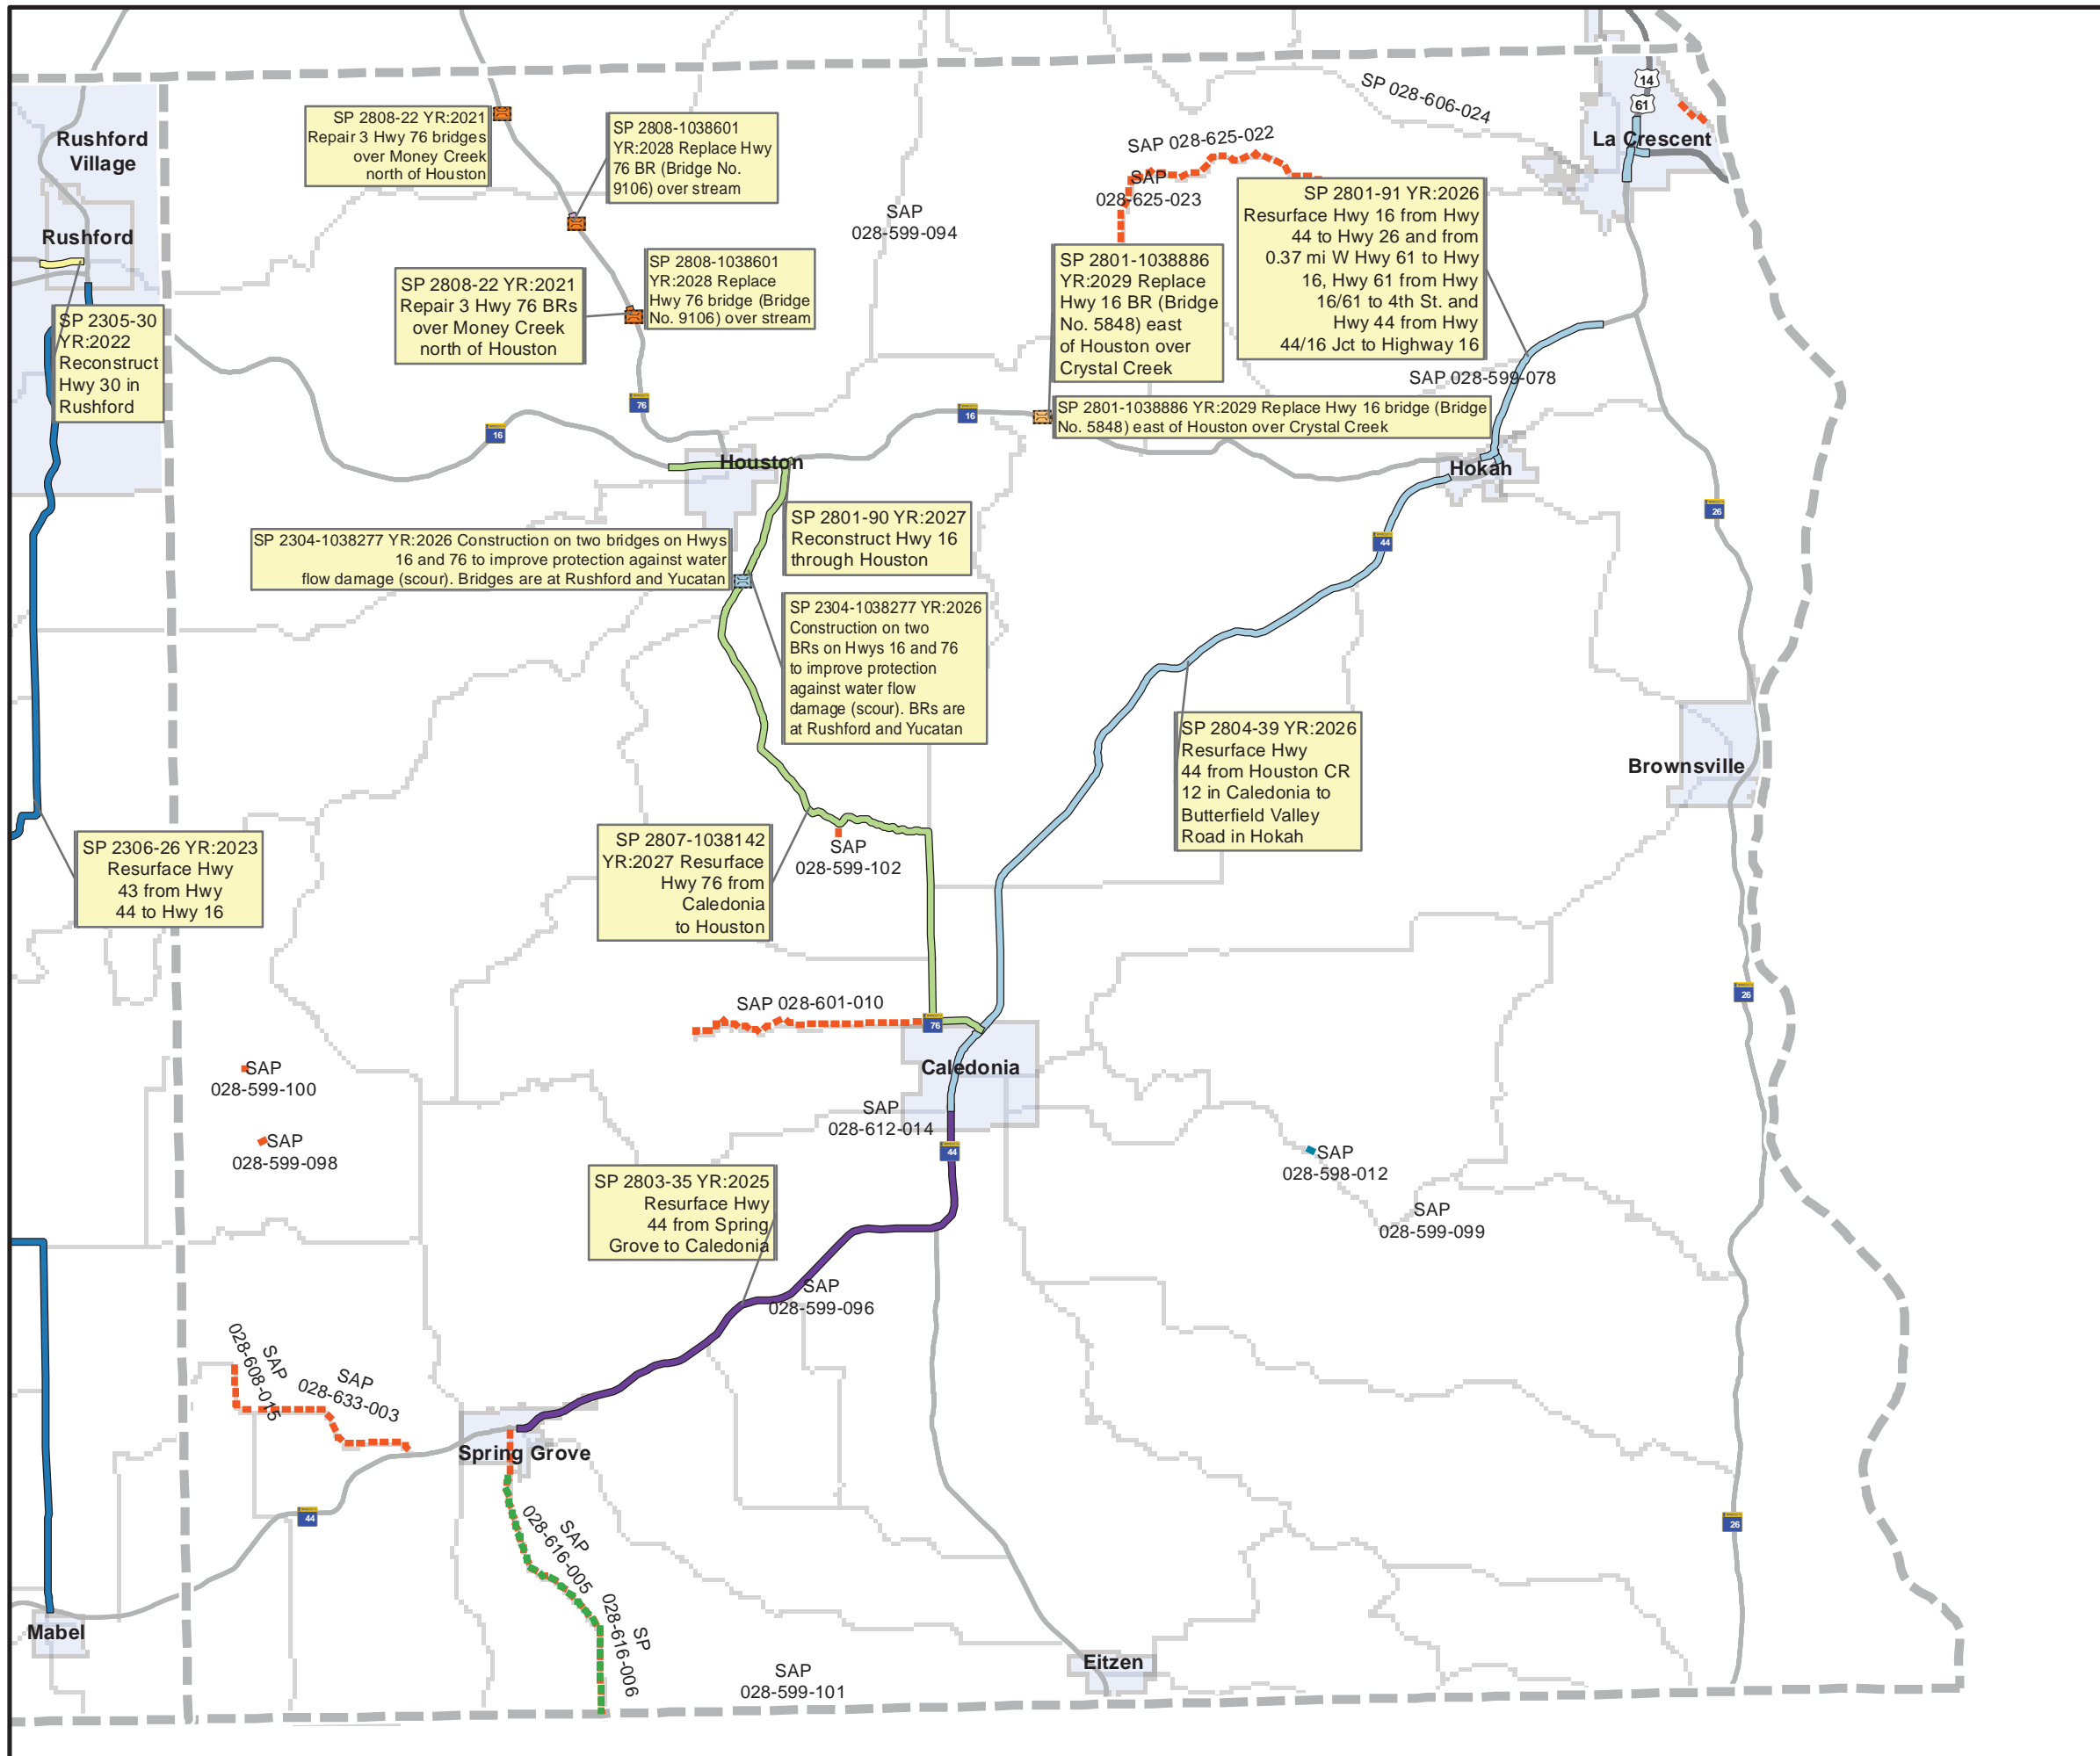 14
61
La Crescent
SP 028-606-024
Rushford
Village
Rushford
SP 2808-22 YR:2021
Repair 3 Hwy 76 bridges
over Money Creek
north of Houston
SP 2808-1038601
YR:2028 Replace Hwy
76 BR (Bridge No.
9106) over stream
SAP 028-625-022
SAP
028-625-023
SAP
028-599-094
SP 2801-91 YR:2026
Resurface Hwy 16 from Hwy
44 to Hwy 26 and from
0.37 mi W Hwy 61 to Hwy
16, Hwy 61 from Hwy
16/61 to 4th St. and
Hwy 44 from Hwy
44/16 Jct to Highway 16
SP 2808-22 YR:2021
Repair 3 Hwy 76 BRs
over Money Creek
north of Houston
SP 2808-1038601
YR:2028 Replace
Hwy 76 bridge (Bridge
No. 9106) over stream
SP 2801-1038886
YR:2029 Replace
Hwy 16 BR (Bridge
No. 5848) east
of Houston over
Crystal Creek
SP 2305-30
YR:2022
Reconstruct
Hwy 30 in
Rushford
SAP 028-599-078
76
16
16
SP 2801-1038886 YR:2029 Replace Hwy 16 bridge (Bridge
No. 5848) east of Houston over Crystal Creek
Houston
Hokah
26
44
SP 2801-90 YR:2027
Reconstruct Hwy 16
through Houston
SP 2304-1038277 YR:2026 Construction on two bridges on Hwys
16 and 76 to improve protection against water
flow damage (scour). Bridges are at Rushford and Yucatan
SP 2304-1038277 YR:2026
Construction on two
BRs on Hwys 16 and 76
to improve protection
against water flow
damage (scour). BRs are
at Rushford and Yucatan
SP 2804-39 YR:2026
Resurface Hwy
44 from Houston CR
12 in Caledonia to
Butterfield Valley
Road in Hokah
Brownsville
SP 2306-26 YR:2023
Resurface Hwy
43 from Hwy
44 to Hwy 16
SP 2807-1038142
YR:2027 Resurface
Hwy 76 from
Caledonia
to Houston
SAP
028-599-102
26
SAP 028-601-010
76
Caledonia
SAP
028-599-100
SAP
028-612-014
SAP
028-599-098
44
SAP
028-598-012
SP 2803-35 YR:2025
Resurface Hwy
44 from Spring
Grove to Caledonia
SAP
028-599-099
SAP
028-599-096
SAP
028-608-015
SAP
028-633-003
Spring Grove
44
26
SAP
028-616-005
SP
028-616-006
Mabel
Eitzen
SAP
028-599-101